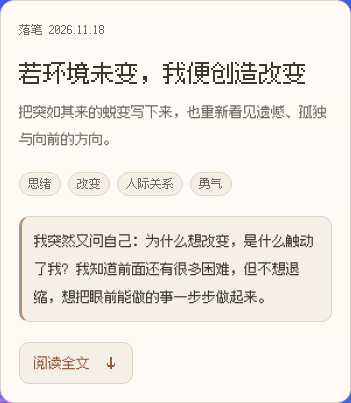 落笔 2026.11.18
若环境未变，我便创造改变
把突如其来的蜕变写下来，也重新看见遗憾、孤独
与向前的方向。
思绪 改变 人际关系 勇气
我突然又问自己：为什么想改变，是什么触动
了我？我知道前面还有很多困难，但不想退
缩，想把眼前能做的事一步步做起来。
阅读全文 ↓